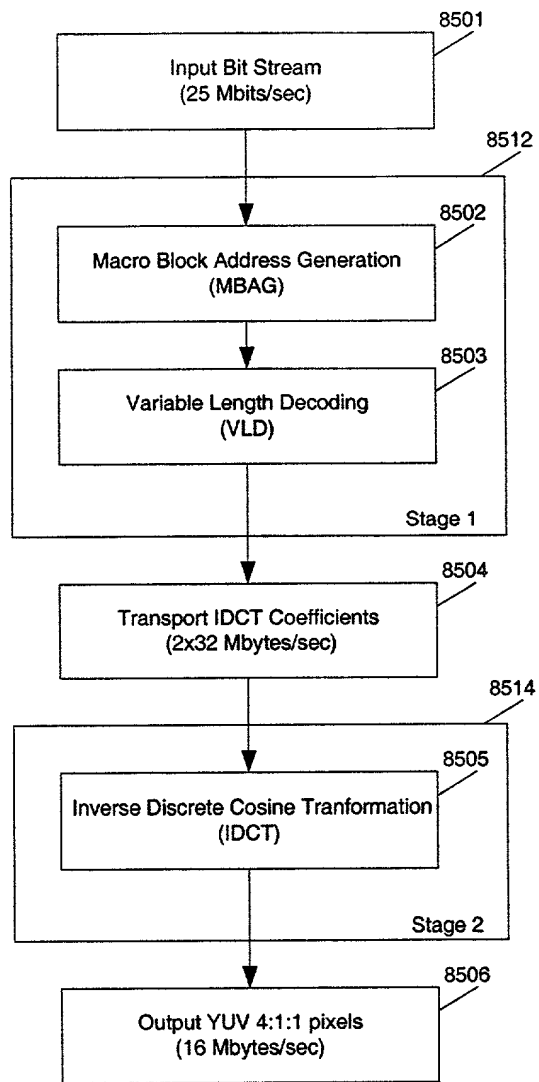 8501
Input Bit Stream
(25 Mbits/sec)
8512
8502
Macro Block Address Generation
(MBAG)
8503
Variable Length Decoding
(VLD)
Stage 1
8504
Transport IDCT Coefficients
(2x32 Mbytes/sec)
8514
8505
Inverse Discrete Cosine Tranformation
(IDCT)
Stage 2
8506
Output YUV 4:1:1 pixels
(16 Mbytes/sec)